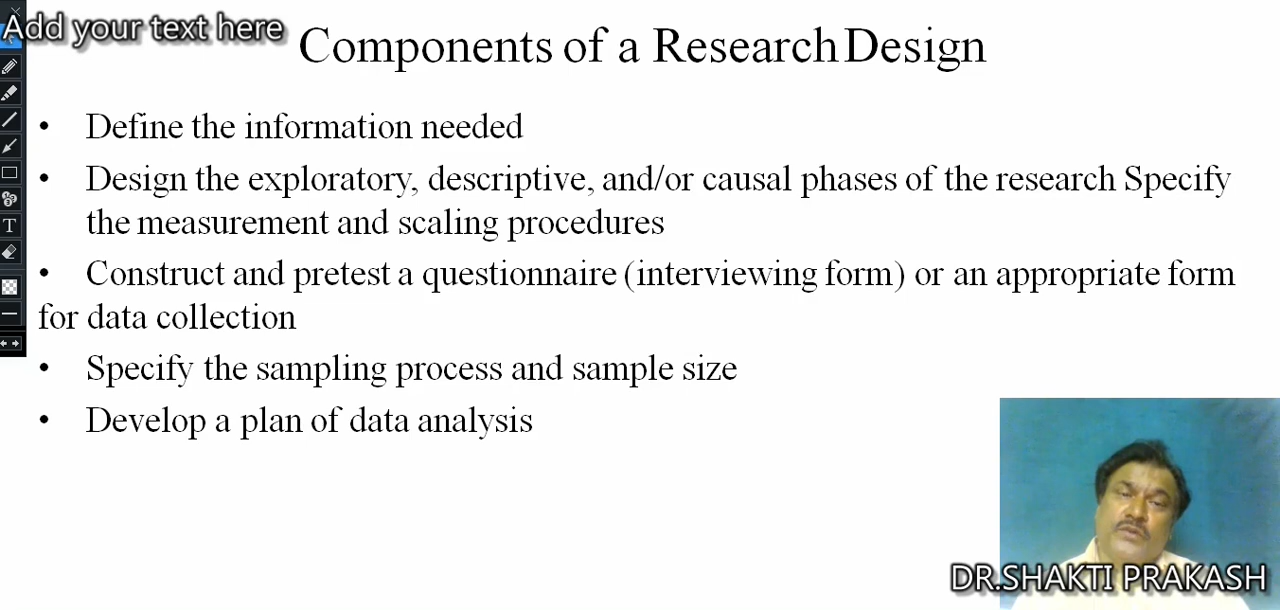 Add your text here
Components of a Research Design
• Define the information needed
• Design the exploratory, descriptive, and/or causal phases of the research Specify
the measurement and scaling procedures
• Construct and pretest a questionnaire (interviewing form) or an appropriate form
for data collection
• Specify the sampling process and sample size
• Develop a plan of data analysis
DR.SHAKTI PRAKASH